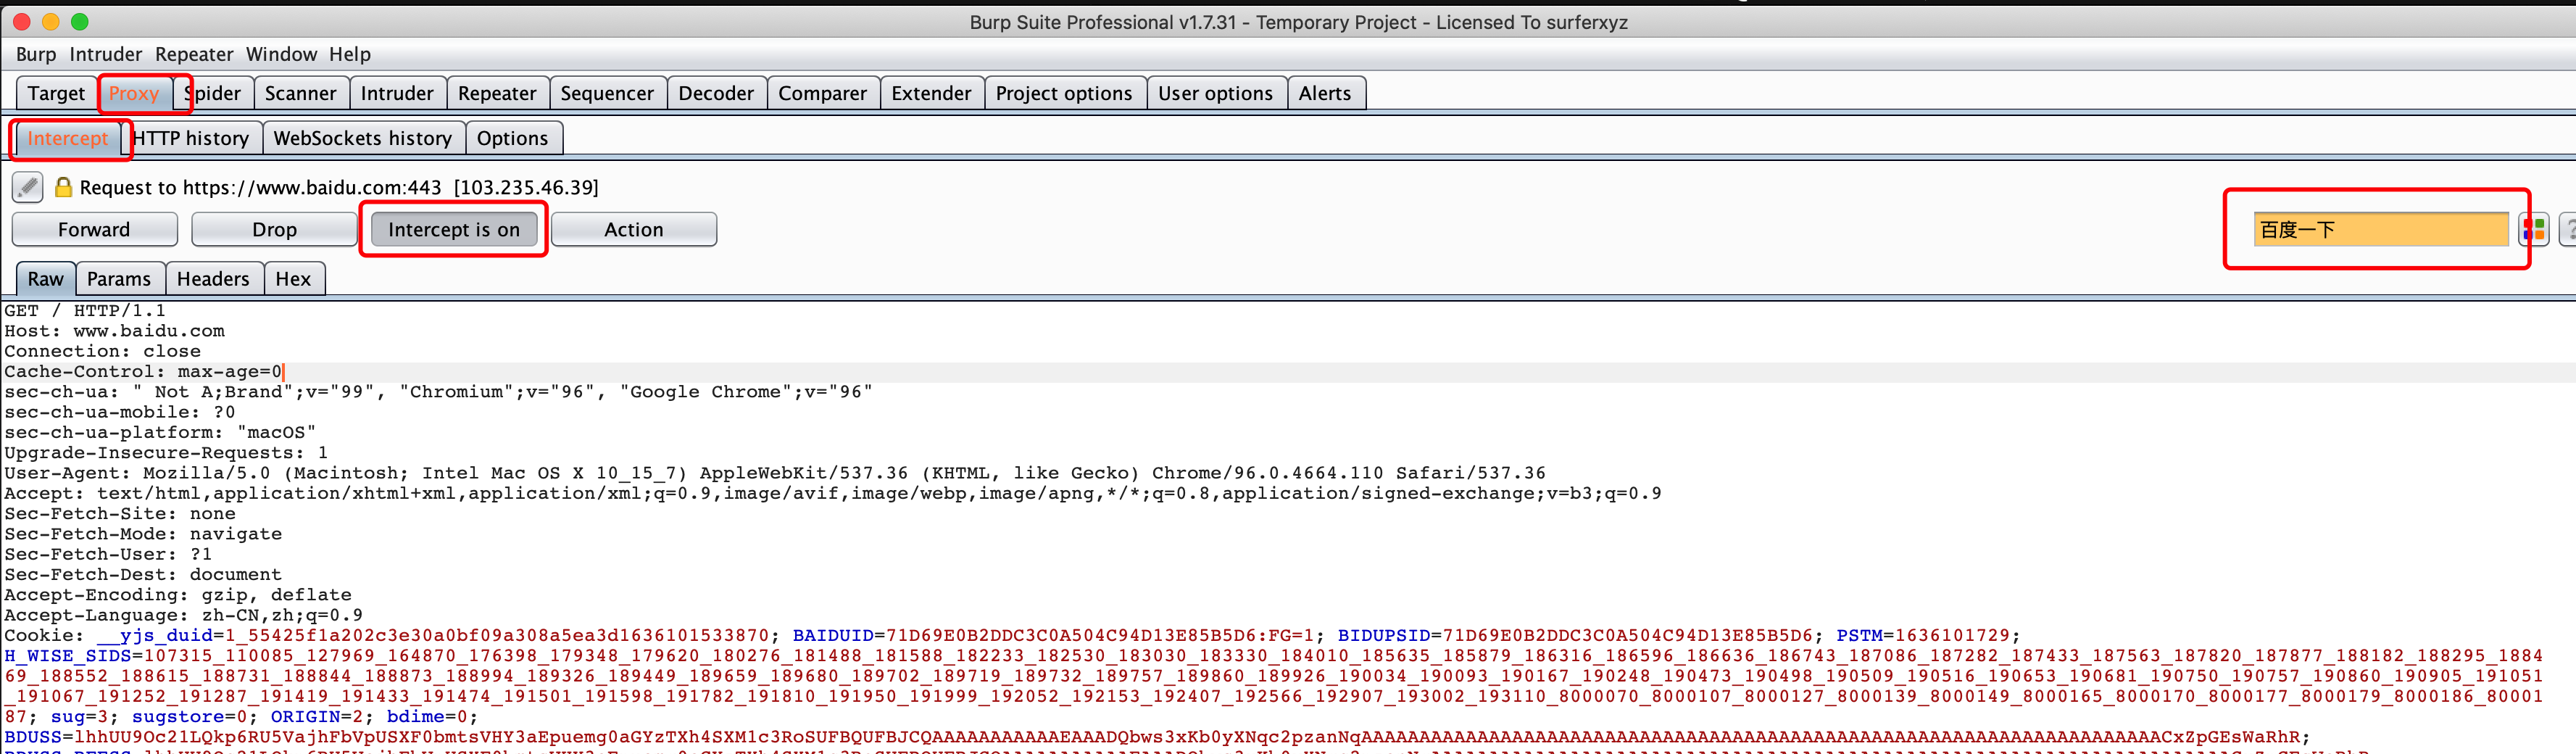 Burp Suite Professional v1.7.31 - Temporary Project - Licensed To surferxyz
Burp Intruder Repeater Window Help
Target Proxy Spider Scanner Intruder Repeater Sequencer Decoder Comparer Extender Project options User options Alerts
Intercept HTTP history WebSockets history Options
Request to https://www.baidu.com:443 [103.235.46.39]
Forward Drop Intercept is on Action 百度一下 ?
Raw Params Headers Hex
GET / HTTP/1.1
Host: www.baidu.com
Connection: close
Cache-Control: max-age=0
sec-ch-ua: " Not A;Brand";v="99", "Chromium";v="96", "Google Chrome";v="96"
sec-ch-ua-mobile: ?0
sec-ch-ua-platform: "macOS"
Upgrade-Insecure-Requests: 1
User-Agent: Mozilla/5.0 (Macintosh; Intel Mac OS X 10_15_7) AppleWebKit/537.36 (KHTML, like Gecko) Chrome/96.0.4664.110 Safari/537.36
Accept: text/html,application/xhtml+xml,application/xml;q=0.9,image/avif,image/webp,image/apng,*/*;q=0.8,application/signed-exchange;v=b3;q=0.9
Sec-Fetch-Site: none
Sec-Fetch-Mode: navigate
Sec-Fetch-User: ?1
Sec-Fetch-Dest: document
Accept-Encoding: gzip, deflate
Accept-Language: zh-CN,zh;q=0.9
Cookie: __yjs_duid=1_55425f1a202c3e30a0bf09a308a5ea3d1636101533870; BAIDUID=71D69E0B2DDC3C0A504C94D13E85B5D6:FG=1; BIDUPSID=71D69E0B2DDC3C0A504C94D13E85B5D6; PSTM=1636101729;
H_WISE_SIDS=107315_110085_127969_164870_176398_179348_179620_180276_181488_181588_182233_182530_183030_183330_184010_185635_185879_186316_186596_186636_186743_187086_187282_187433_187563_187820_187877_188182_188295_1884
69_188552_188615_188731_188844_188873_188994_189326_189449_189659_189680_189702_189719_189732_189757_189860_189926_190034_190093_190167_190248_190473_190498_190509_190516_190653_190681_190750_190757_190860_190905_191051
_191067_191252_191287_191419_191433_191474_191501_191598_191782_191810_191950_191999_192052_192153_192407_192566_192907_193002_193110_8000070_8000107_8000127_8000139_8000149_8000165_8000170_8000177_8000179_8000186_80001
87; sug=3; sugstore=0; ORIGIN=2; bdime=0;